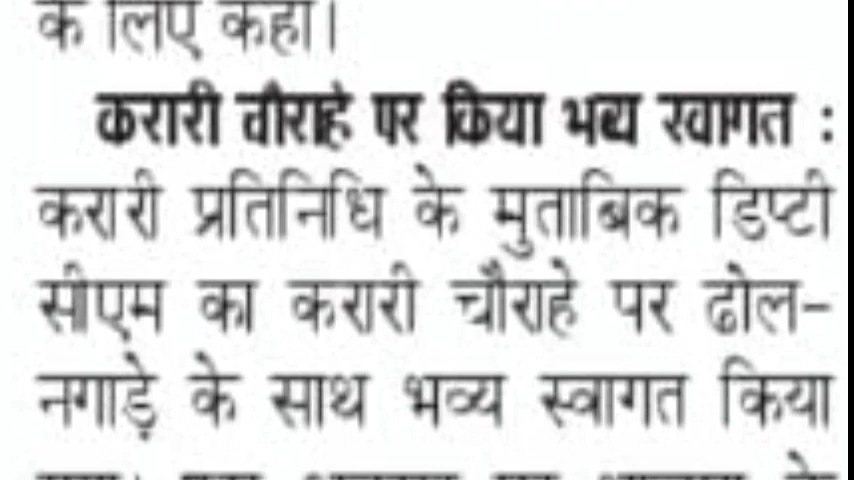 के लिए कहा।
करारी चौराहे पर किया भव्य स्वागत :
करारी प्रतिनिधि के मुताबिक डिप्टी
सीएम का करारी चौराहे पर ढोल-
नगाड़े के साथ भव्य स्वागत किया